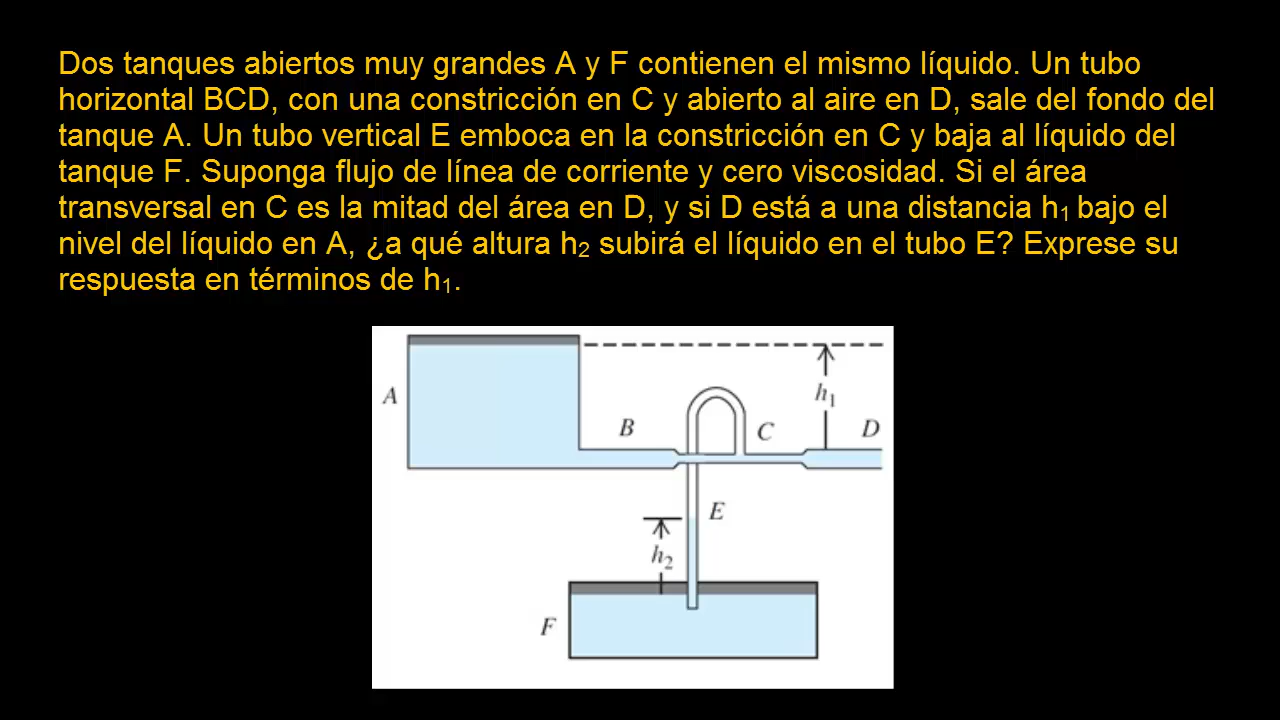 Dos tanques abiertos muy grandes A y F contienen el mismo líquido. Un tubo
horizontal BCD, con una constricción en C y abierto al aire en D, sale del fondo del
tanque A. Un tubo vertical E emboca en la constricción en C y baja al líquido del
tanque F. Suponga flujo de línea de corriente y cero viscosidad. Si el área
transversal en C es la mitad del área en D, y si D está a una distancia h₁ bajo el
nivel del líquido en A, ¿a qué altura h₂ subirá el líquido en el tubo E? Exprese su
respuesta en términos de h₁.
A
h₁
B
C
D
E
h₂
F